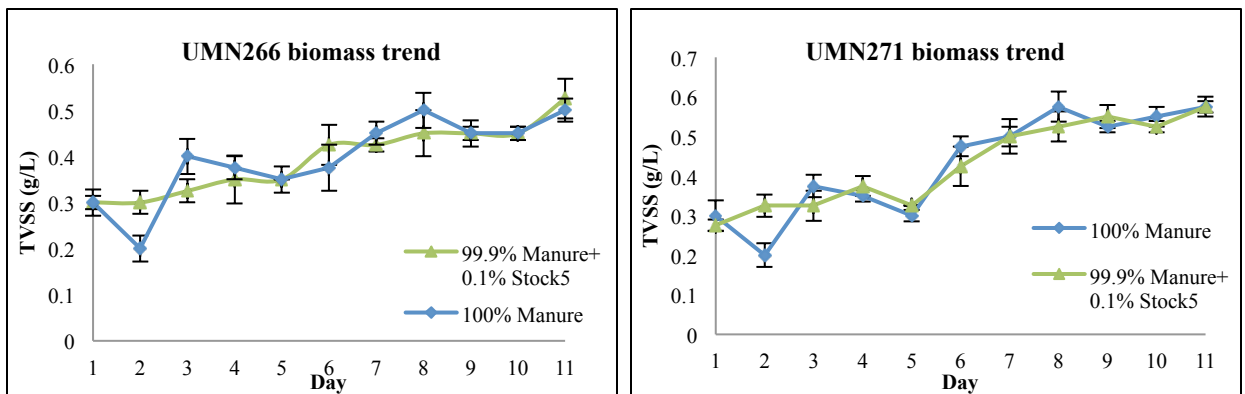 UMN266 biomass trend
TVSS (g/L)
0.6
0.5
0.4
0.3
0.2
0.1
0
99.9% Manure+
0.1% Stock5
100% Manure
1 2 3 4 5 6 7 8 9 10 11
Day
UMN271 biomass trend
TVSS (g/L)
0.7
0.6
0.5
0.4
0.3
0.2
0.1
0
100% Manure
99.9% Manure+
0.1% Stock5
1 2 3 4 5 6 7 8 9 10 11
Day